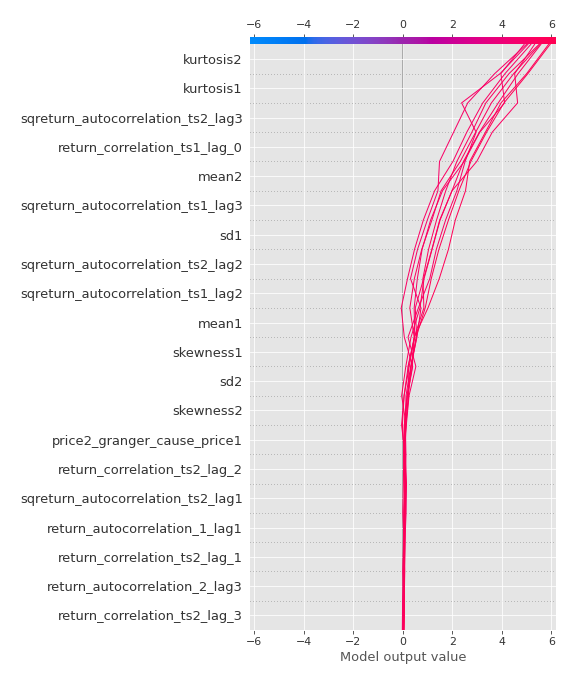 −6 −4 −2 0 2 4 6
kurtosis2
kurtosis1
sqreturn_autocorrelation_ts2_lag3
return_correlation_ts1_lag_0
mean2
sqreturn_autocorrelation_ts1_lag3
sd1
sqreturn_autocorrelation_ts2_lag2
sqreturn_autocorrelation_ts1_lag2
mean1
skewness1
sd2
skewness2
price2_granger_cause_price1
return_correlation_ts2_lag_2
sqreturn_autocorrelation_ts2_lag1
return_autocorrelation_1_lag1
return_correlation_ts2_lag_1
return_autocorrelation_2_lag3
return_correlation_ts2_lag_3
−6 −4 −2 0 2 4 6
Model output value